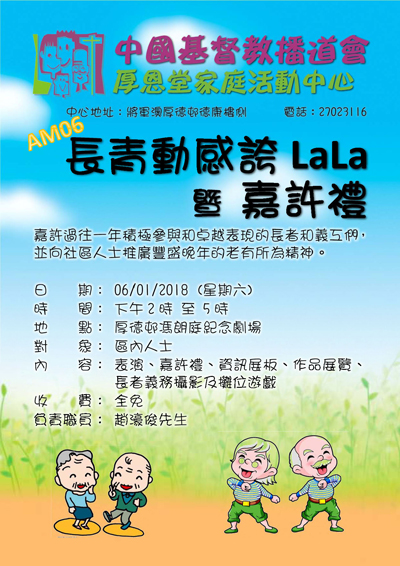 中國基督教播道會
厚恩堂家庭活動中心
中心地址：將軍澳厚德邨德康樓側 電話：27023116
AM06
長青動感誇 LaLa
暨 嘉許禮
嘉許過往一年積極參與和卓越表現的長者和義工們，
並向社區人士推廣豐盛晚年的老有所為精神。
日 期： 06/01/2018 (星期六)
時 間： 下午2時 至 5時
地 點： 厚德邨馮朗庭紀念劇場
對 象： 區內人士
內 容： 表演、嘉許禮、資訊展板、作品展覽、
長者義務攝影及攤位遊戲
收 費： 全免
負責職員： 趙濠俊先生